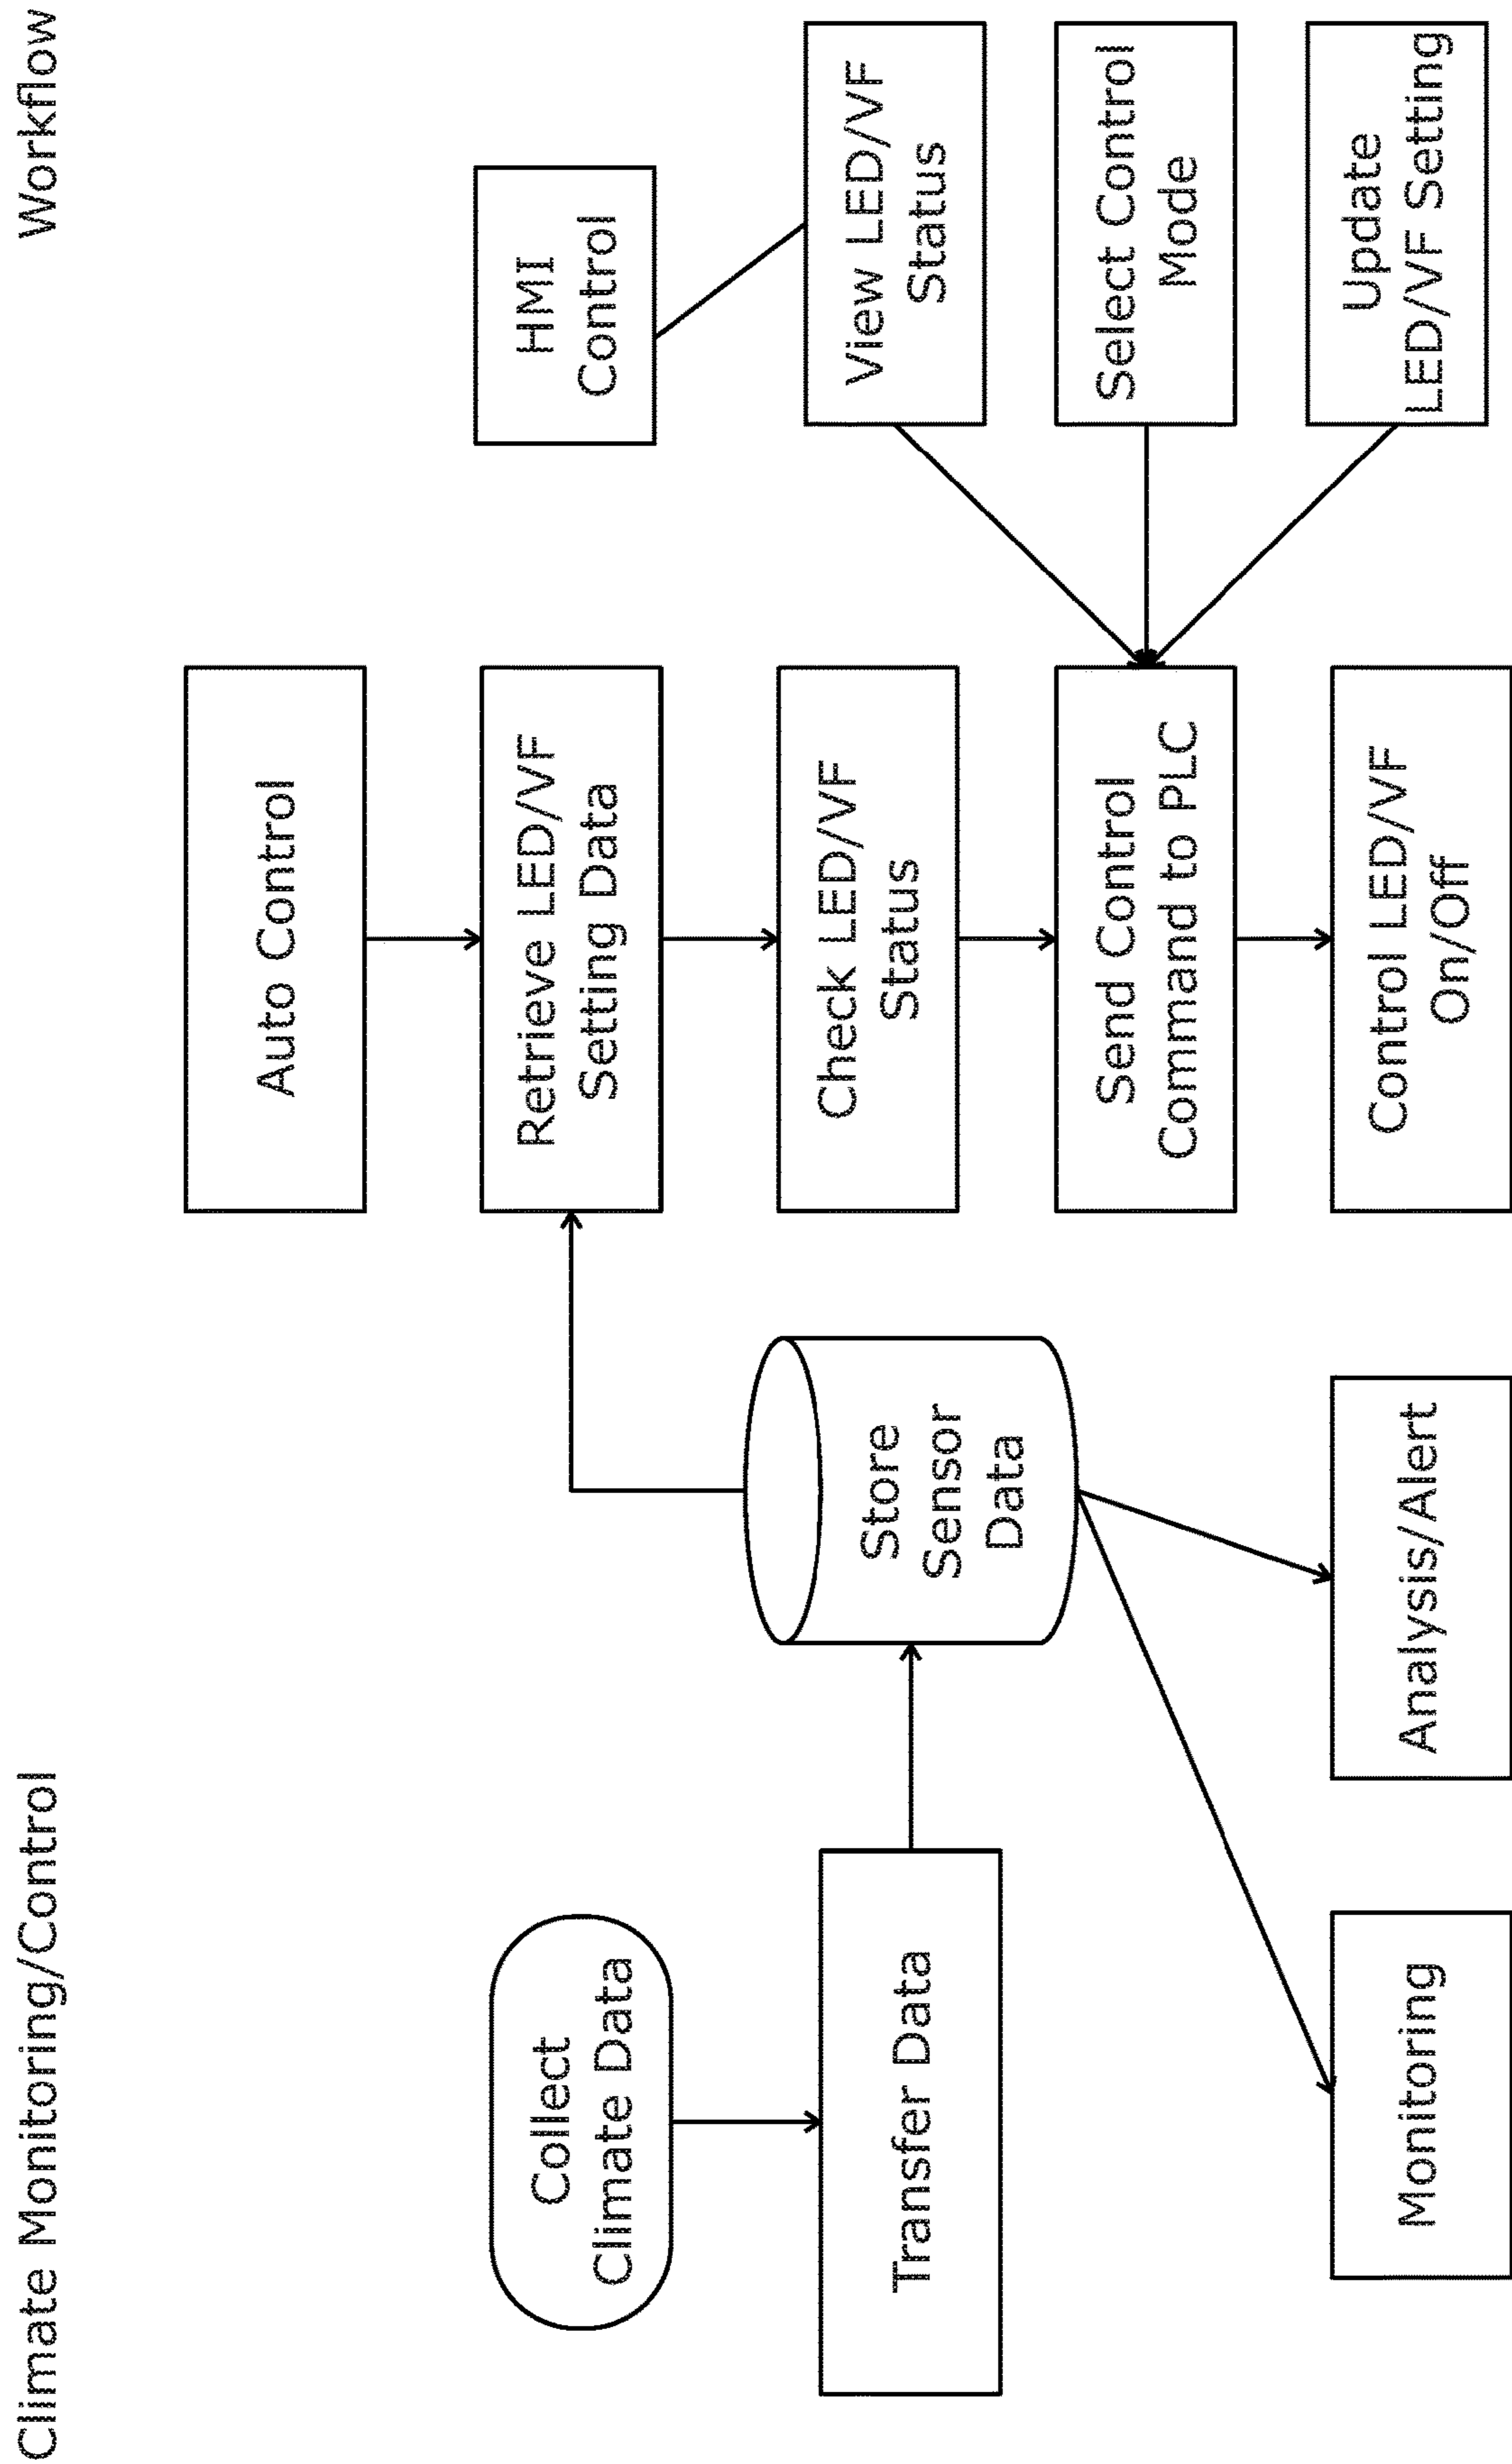 Climate Monitoring/Control
Workflow
Collect
Climate Data
Transfer Data
Store
Sensor
Data
Monitoring
Analysis/Alert
Auto Control
Retrieve LED/VF
Setting Data
Check LED/VF
Status
Send Control
Command to PLC
Control LED/VF
On/Off
HMI
Control
View LED/VF
Status
Select Control
Mode
Update
LED/VF Setting